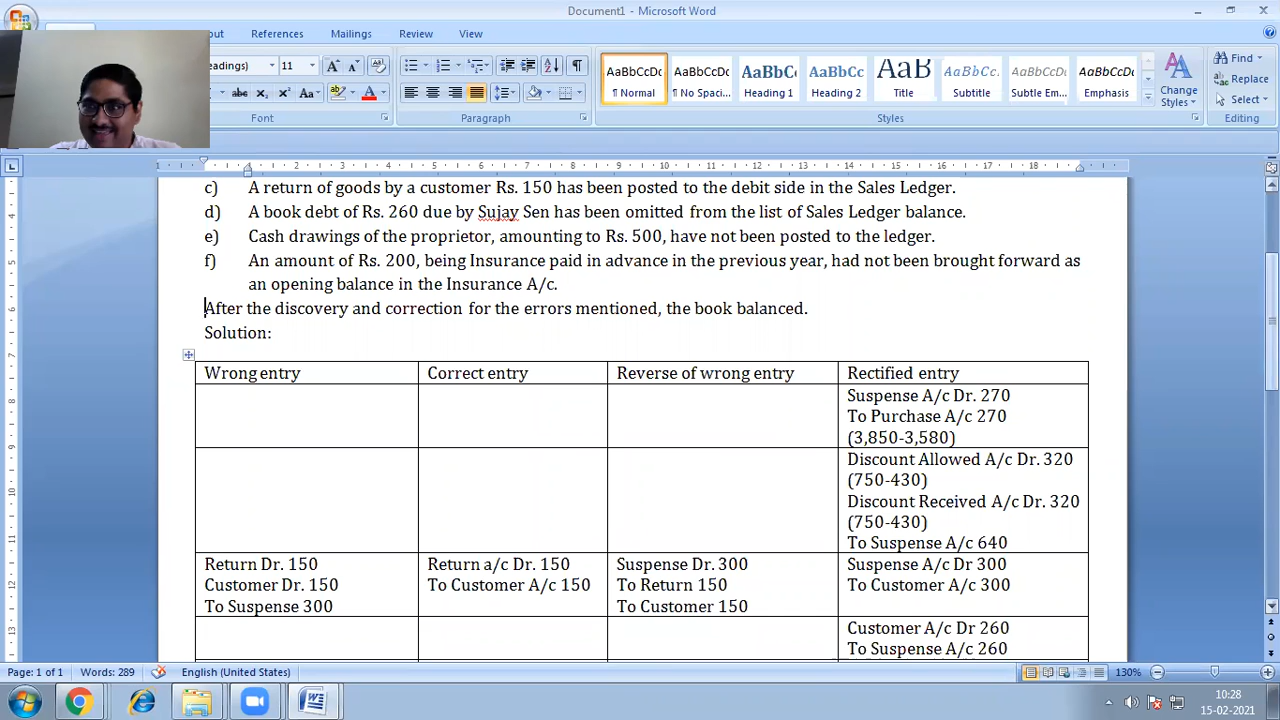 Document1 - Microsoft Word
out References Mailings Review View
eadings) 11
Font Paragraph Styles Editing
AaBbCcDc ¶ Normal
AaBbCcDc ¶ No Spaci...
AaBbC Heading 1
AaBbCc Heading 2
AaB Title
AaBbCc. Subtitle
AaBbCcDc Subtle Em...
AaBbCcDc Emphasis
Change Styles
Find
Replace
Select
c) A return of goods by a customer Rs. 150 has been posted to the debit side in the Sales Ledger.
d) A book debt of Rs. 260 due by Sujay Sen has been omitted from the list of Sales Ledger balance.
e) Cash drawings of the proprietor, amounting to Rs. 500, have not been posted to the ledger.
f) An amount of Rs. 200, being Insurance paid in advance in the previous year, had not been brought forward as
an opening balance in the Insurance A/c.
After the discovery and correction for the errors mentioned, the book balanced.
Solution:
Wrong entry Correct entry Reverse of wrong entry Rectified entry
Suspense A/c Dr. 270
To Purchase A/c 270
(3,850-3,580)
Discount Allowed A/c Dr. 320
(750-430)
Discount Received A/c Dr. 320
(750-430)
To Suspense A/c 640
Return Dr. 150 Return a/c Dr. 150 Suspense Dr. 300 Suspense A/c Dr 300
Customer Dr. 150 To Customer A/c 150 To Return 150 To Customer A/c 300
To Suspense 300 To Customer 150
Customer A/c Dr 260
To Suspense A/c 260
Page: 1 of 1 Words: 289 English (United States) 130%
10:28
15-02-2021